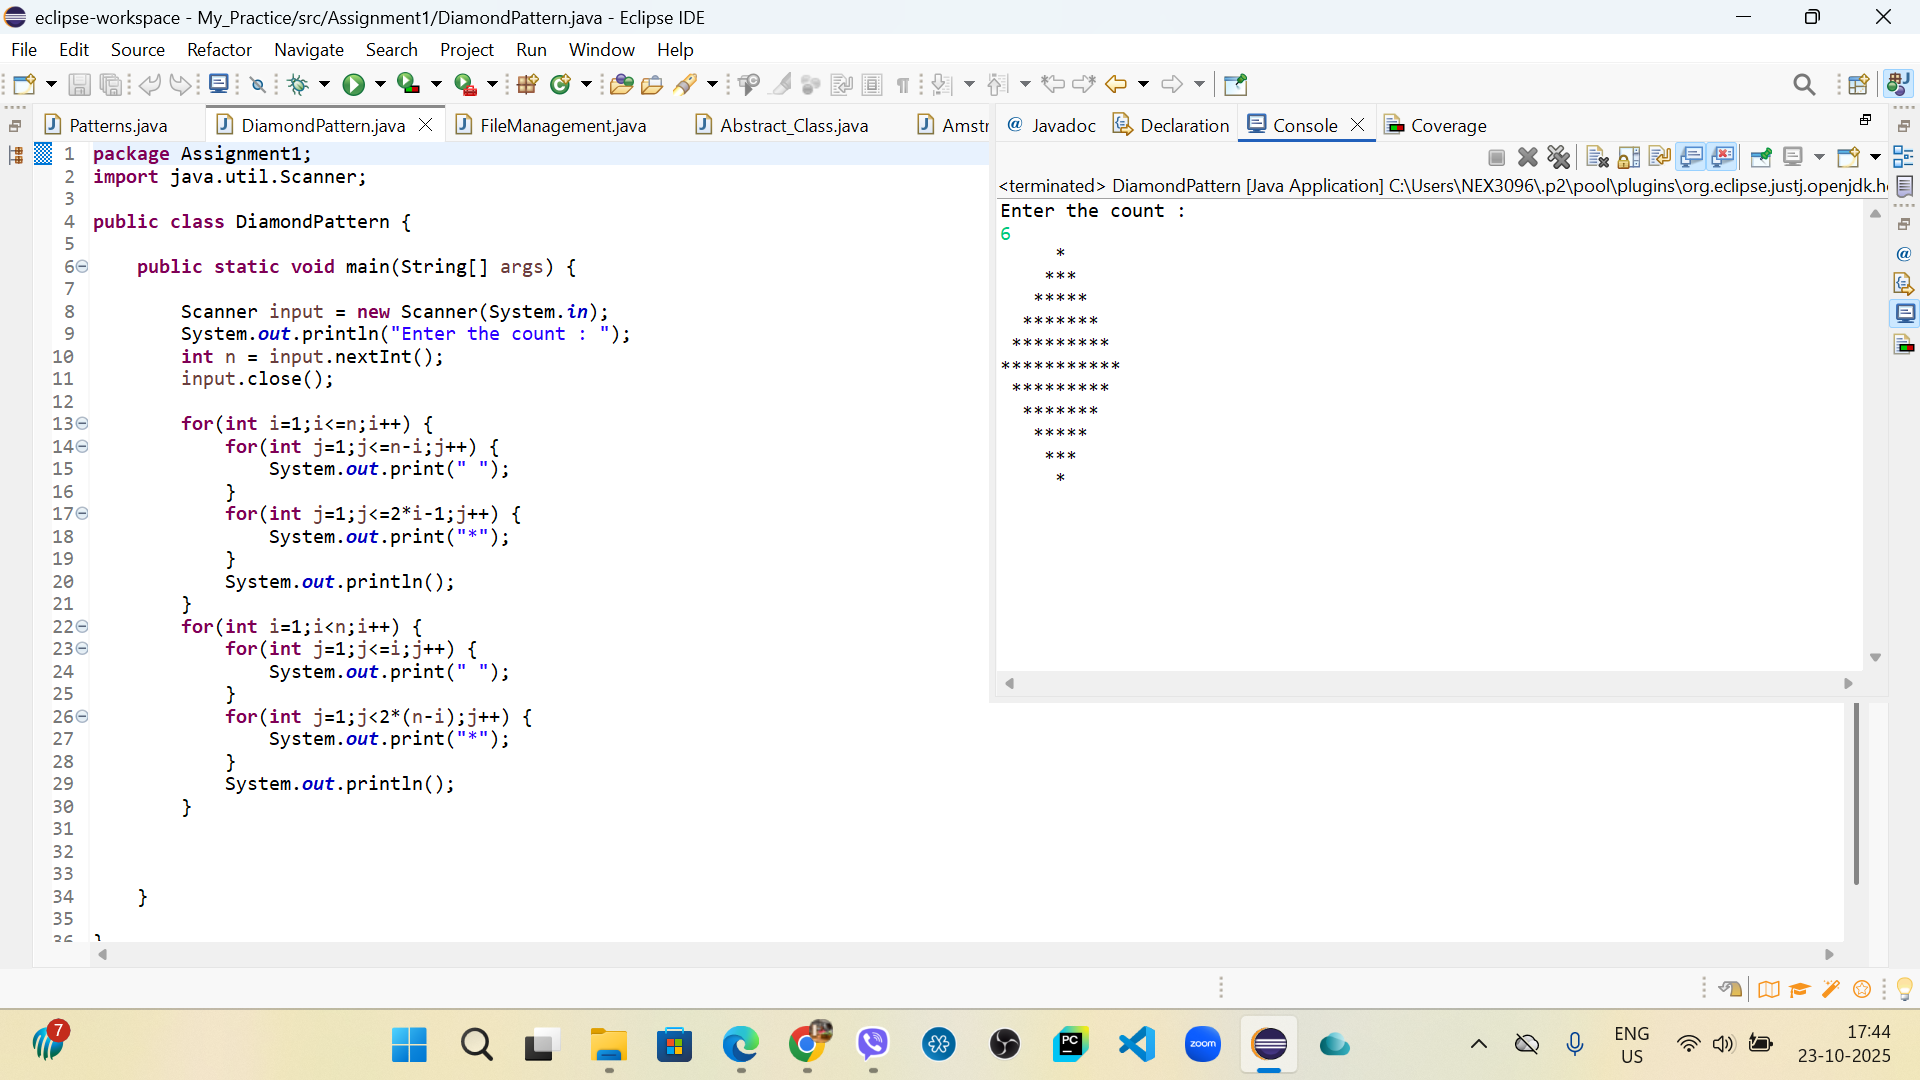 eclipse-workspace - My_Practice/src/Assignment1/DiamondPattern.java - Eclipse IDE
File Edit Source Refactor Navigate Search Project Run Window Help
Patterns.java DiamondPattern.java FileManagement.java Abstract_Class.java Amstr
1 package Assignment1;
2 import java.util.Scanner;
3
4 public class DiamondPattern {
5
6 public static void main(String[] args) {
7
8 Scanner input = new Scanner(System.in);
9 System.out.println("Enter the count : ");
10 int n = input.nextInt();
11 input.close();
12
13 for(int i=1;i<=n;i++) {
14 for(int j=1;j<=n-i;j++) {
15 System.out.print(" ");
16 }
17 for(int j=1;j<=2*i-1;j++) {
18 System.out.print("*");
19 }
20 System.out.println();
21 }
22 for(int i=1;i<n;i++) {
23 for(int j=1;j<=i;j++) {
24 System.out.print(" ");
25 }
26 for(int j=1;j<2*(n-i);j++) {
27 System.out.print("*");
28 }
29 System.out.println();
30 }
31
32
33
34 }
35
36 }
@ Javadoc Declaration Console Coverage
<terminated> DiamondPattern [Java Application] C:\Users\NEX3096\.p2\pool\plugins\org.eclipse.justj.openjdk.h
Enter the count :
6
     *
    ***
   *****
  *******
 *********
***********
 *********
  *******
   *****
    ***
     *
7
PC
zoom
ENG
US
17:44
23-10-2025